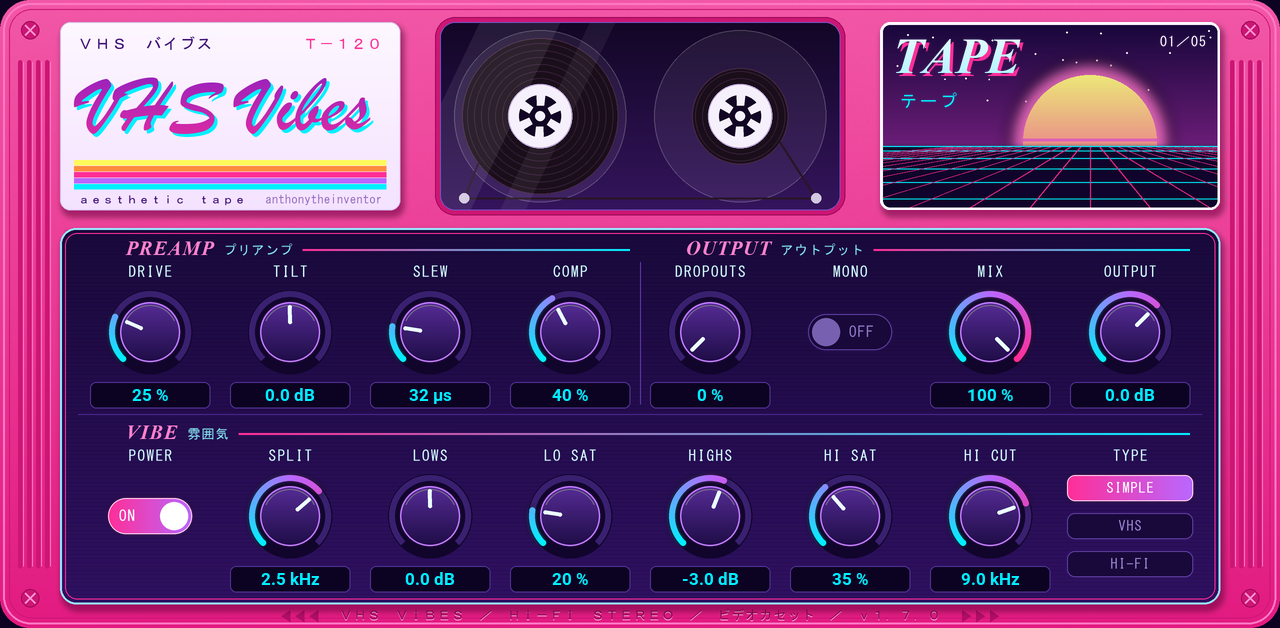 VHS バイブス
T-120
VHS Vibes
aesthetic tape
anthonytheinventor
TAPE
01/05
テープ
PREAMP プリアンプ
OUTPUT アウトプット
DRIVE
TILT
SLEW
COMP
DROPOUTS
MONO
MIX
OUTPUT
OFF
25 %
0.0 dB
32 µs
40 %
0 %
100 %
0.0 dB
VIBE 雰囲気
POWER
SPLIT
LOWS
LO SAT
HIGHS
HI SAT
HI CUT
TYPE
ON
SIMPLE
VHS
HI-FI
2.5 kHz
0.0 dB
20 %
-3.0 dB
35 %
9.0 kHz
VHS VIBES / HI-FI STEREO / ビデオカセット / v1.7.0